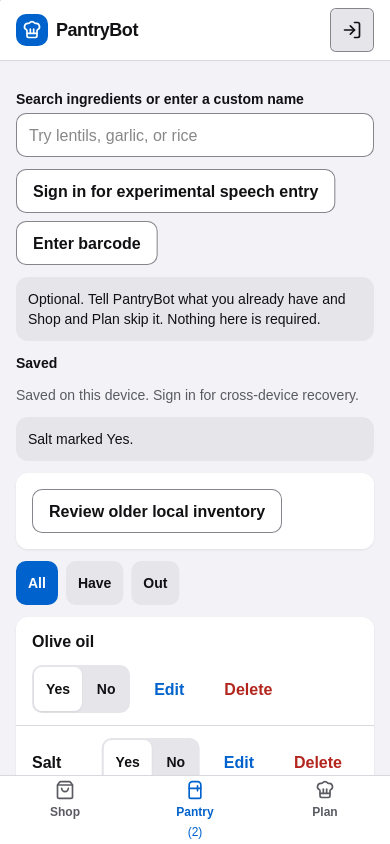 PantryBot
Search ingredients or enter a custom name
Try lentils, garlic, or rice
Sign in for experimental speech entry
Enter barcode
Optional. Tell PantryBot what you already have and
Shop and Plan skip it. Nothing here is required.
Saved
Saved on this device. Sign in for cross-device recovery.
Salt marked Yes.
Review older local inventory
All Have Out
Olive oil
Yes No Edit Delete
Salt Yes No Edit Delete
Shop Pantry Plan
(2)